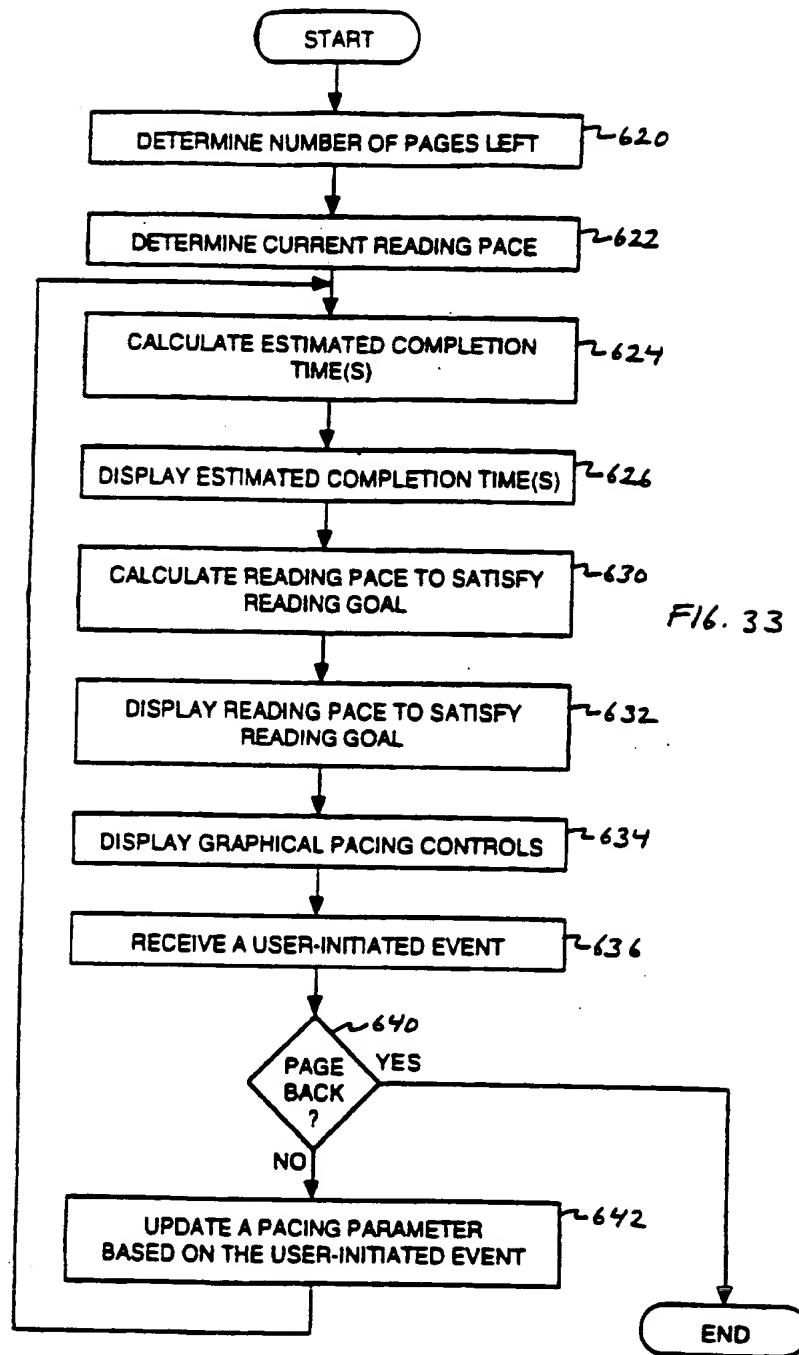 START
DETERMINE NUMBER OF PAGES LEFT
620
DETERMINE CURRENT READING PACE
622
CALCULATE ESTIMATED COMPLETION
TIME(S)
624
DISPLAY ESTIMATED COMPLETION TIME(S)
626
CALCULATE READING PACE TO SATISFY
READING GOAL
630
FIG. 33
DISPLAY READING PACE TO SATISFY
READING GOAL
632
DISPLAY GRAPHICAL PACING CONTROLS
634
RECEIVE A USER-INITIATED EVENT
636
640
PAGE
BACK
?
YES
NO
UPDATE A PACING PARAMETER
BASED ON THE USER-INITIATED EVENT
642
END